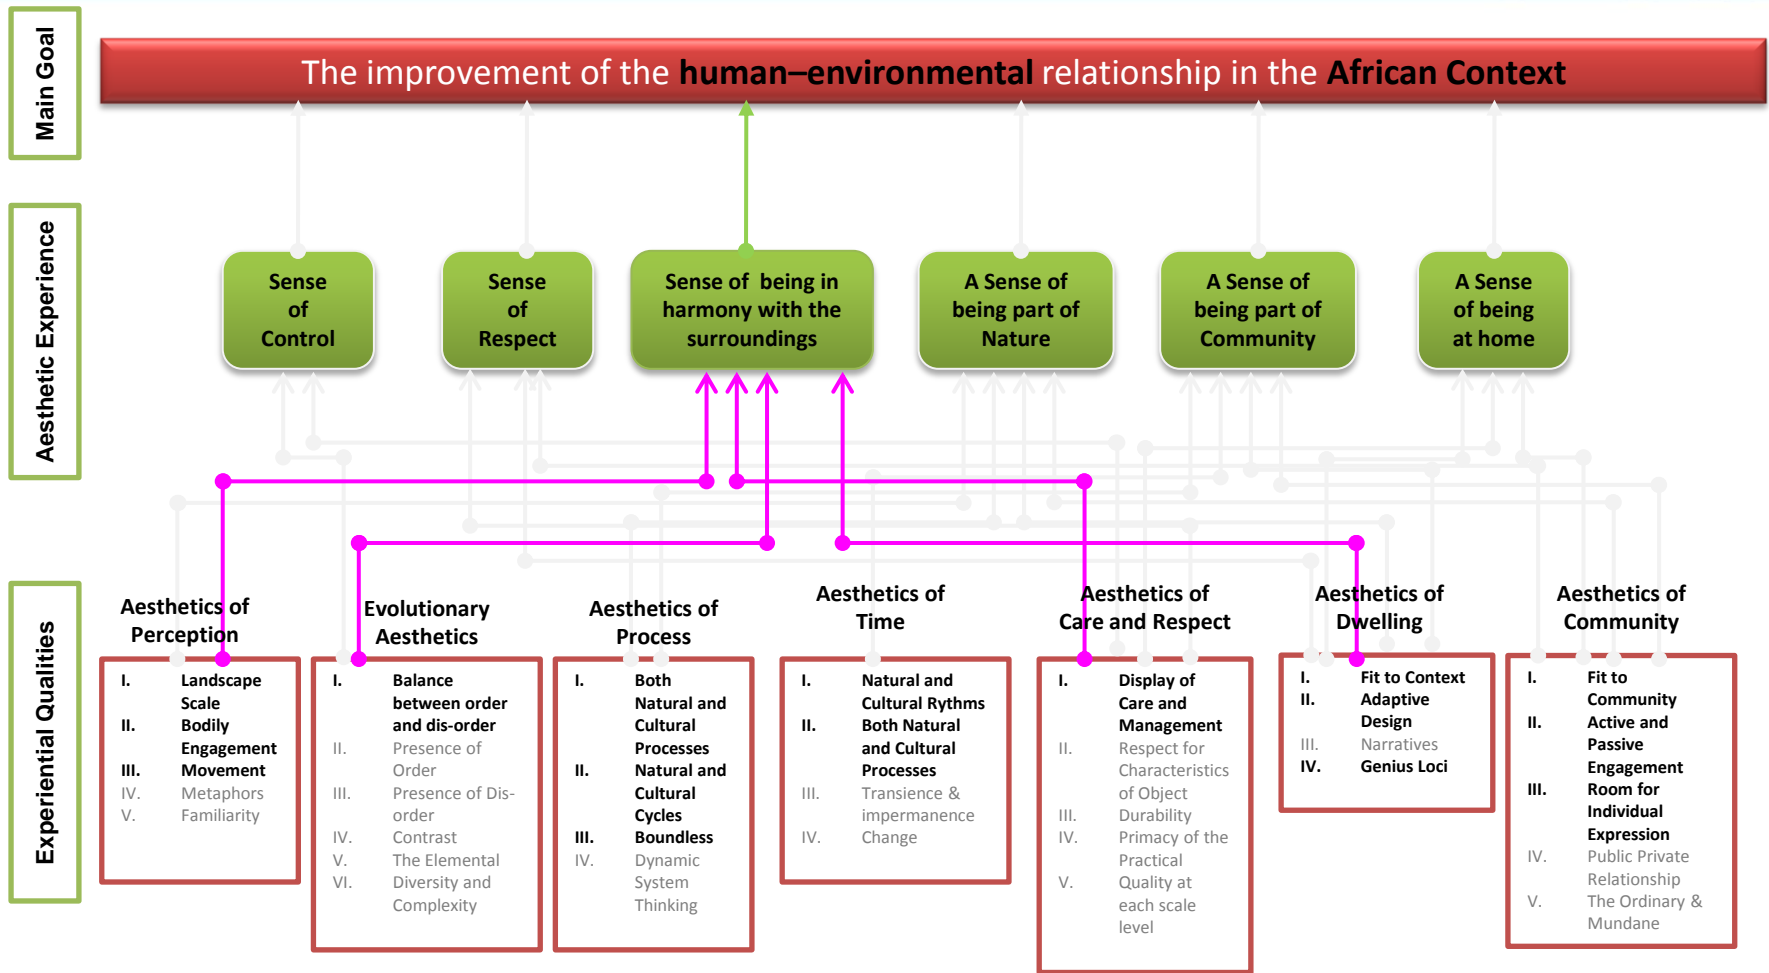 Main Goal
The improvement of the human–environmental relationship in the African Context
Aesthetic Experience
Sense
of
Control
Sense
of
Respect
Sense of being in
harmony with the
surroundings
A Sense of
being part of
Nature
A Sense of
being part of
Community
A Sense
of being
at home
Experiential Qualities
Aesthetics of
Perception
I. Landscape
Scale
II. Bodily
Engagement
III. Movement
IV. Metaphors
V. Familiarity
Evolutionary
Aesthetics
I. Balance
between order
and dis-order
II. Presence of
Order
III. Presence of Dis-
order
IV. Contrast
V. The Elemental
VI. Diversity and
Complexity
Aesthetics of
Process
I. Both
Natural and
Cultural
Processes
II. Natural and
Cultural
Cycles
III. Boundless
IV. Dynamic
System
Thinking
Aesthetics of
Time
I. Natural and
Cultural Rythms
II. Both Natural
and Cultural
Processes
III. Transience &
impermanence
IV. Change
Aesthetics of
Care and Respect
I. Display of
Care and
Management
II. Respect for
Characteristics
of Object
III. Durability
IV. Primacy of the
Practical
V. Quality at
each scale
level
Aesthetics of
Dwelling
I. Fit to Context
II. Adaptive
Design
III. Narratives
IV. Genius Loci
Aesthetics of
Community
I. Fit to
Community
II. Active and
Passive
Engagement
III. Room for
Individual
Expression
IV. Public Private
Relationship
V. The Ordinary &
Mundane